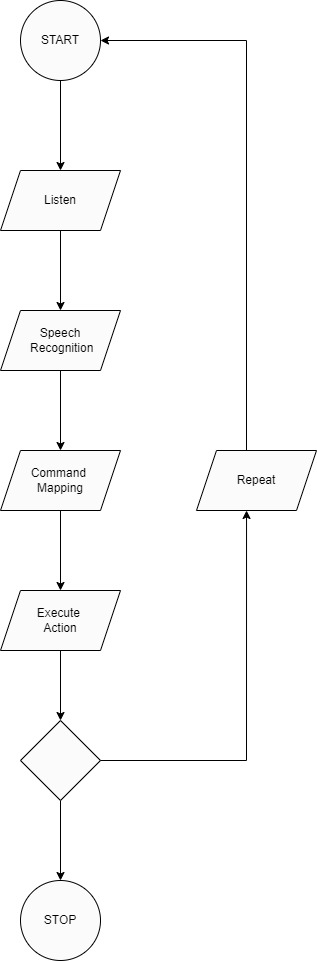 START
Listen
Speech
Recognition
Command
Mapping
Repeat
Execute
Action
STOP